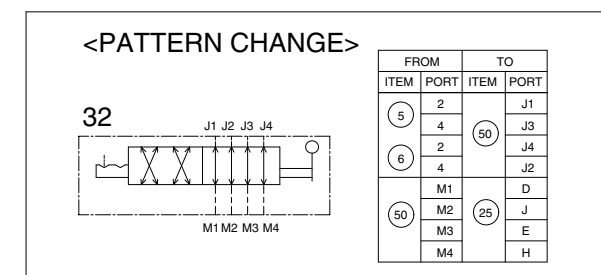 <PATTERN CHANGE>
32
J1 J2 J3 J4
M1 M2 M3 M4
FROM TO
ITEM PORT ITEM PORT
5 2 50 J1
4 J3
6 2 J4
4 J2
50 M1 25 D
M2 J
M3 E
M4 H